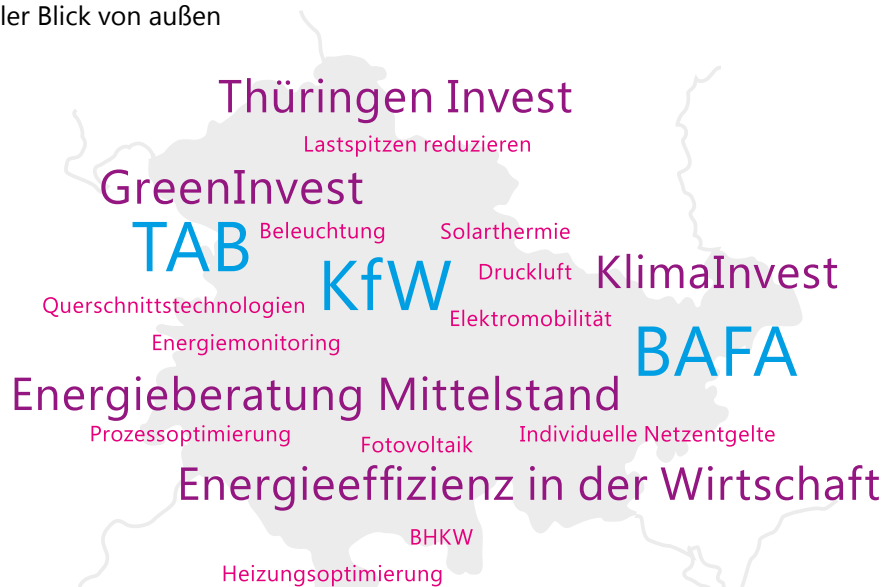 ler Blick von außen
Thüringen Invest
Lastspitzen reduzieren
GreenInvest
TAB
Beleuchtung
Solarthermie
KfW
Druckluft
KlimaInvest
Querschnittstechnologien
Elektromobilität
Energiemonitoring
BAFA
Energieberatung Mittelstand
Prozessoptimierung
Fotovoltaik
Individuelle Netzentgelte
Energieeffizienz in der Wirtschaft
BHKW
Heizungsoptimierung